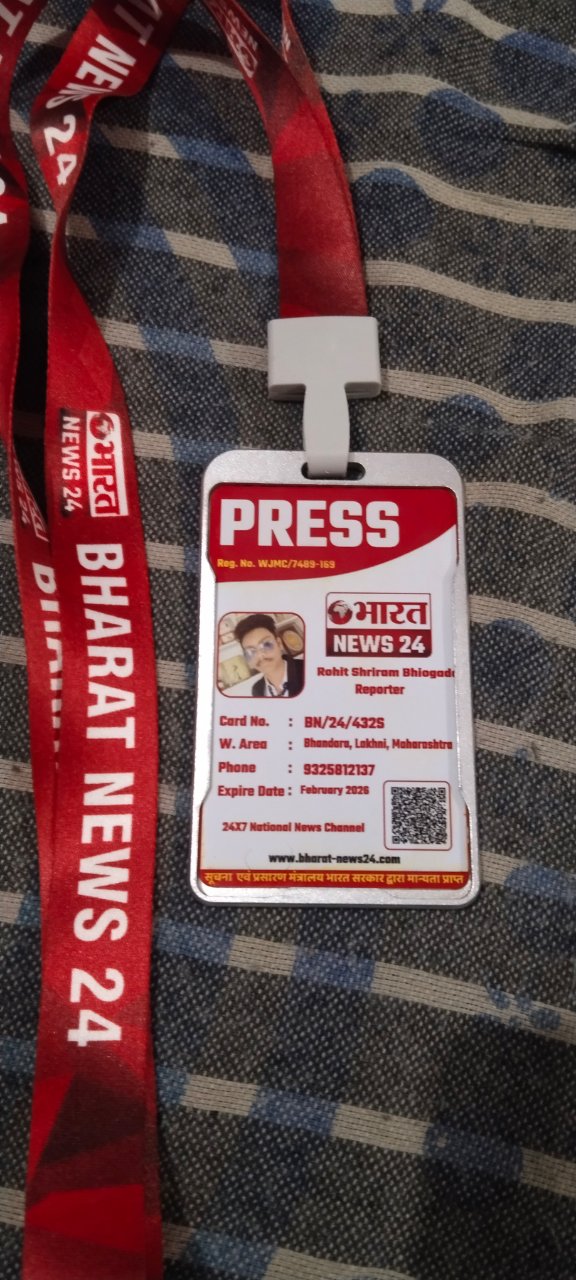 PRESS
Reg. No. WJMC/7489-169
भारत
NEWS 24
Rohit Shriram Bhiogade
Reporter
Card No. : BN/24/432S
W. Area : Bhandara, Lakhni, Maharashtra
Phone : 9325812137
Expire Date : February 2026
24X7 National News Channel
www.bharat-news24.com
सूचना एवं प्रसारण मंत्रालय भारत सरकार द्वारा मान्यता प्राप्त
भारत
NEWS 24
BHARAT NEWS 24